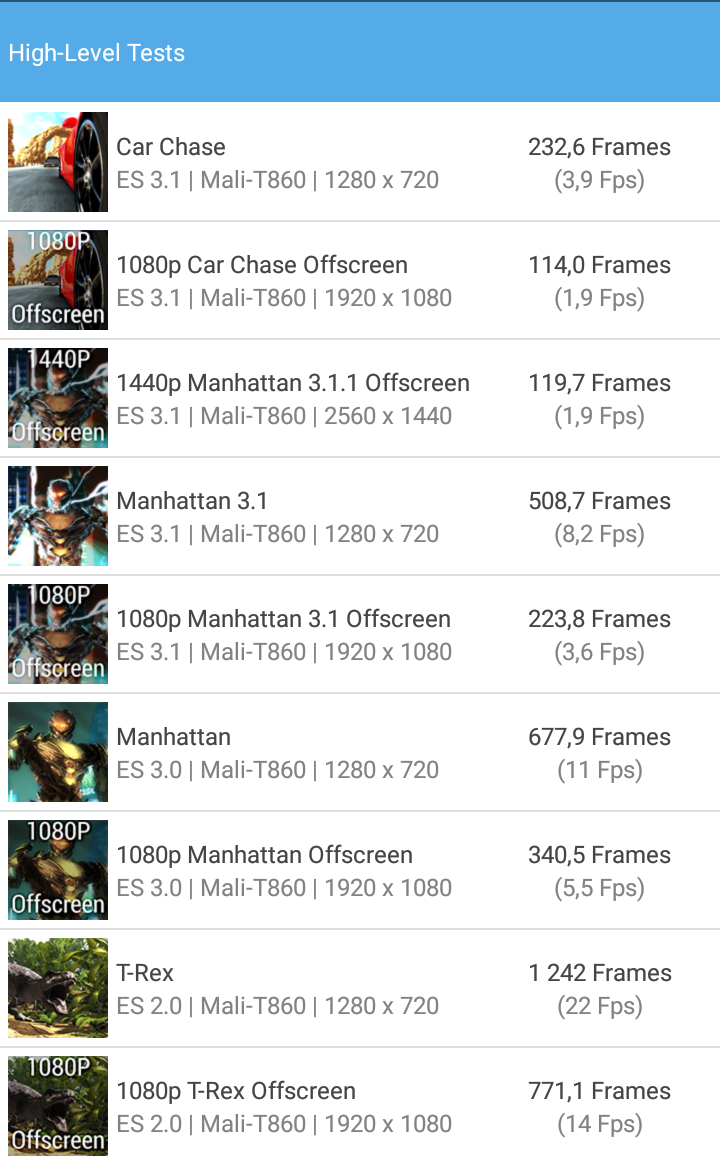 High-Level Tests
Car Chase
232,6 Frames
ES 3.1 | Mali-T860 | 1280 x 720
(3,9 Fps)
1080P
Offscreen
1080p Car Chase Offscreen
114,0 Frames
ES 3.1 | Mali-T860 | 1920 x 1080
(1,9 Fps)
1440P
Offscreen
1440p Manhattan 3.1.1 Offscreen
119,7 Frames
ES 3.1 | Mali-T860 | 2560 x 1440
(1,9 Fps)
Manhattan 3.1
508,7 Frames
ES 3.1 | Mali-T860 | 1280 x 720
(8,2 Fps)
1080P
Offscreen
1080p Manhattan 3.1 Offscreen
223,8 Frames
ES 3.1 | Mali-T860 | 1920 x 1080
(3,6 Fps)
Manhattan
677,9 Frames
ES 3.0 | Mali-T860 | 1280 x 720
(11 Fps)
1080P
Offscreen
1080p Manhattan Offscreen
340,5 Frames
ES 3.0 | Mali-T860 | 1920 x 1080
(5,5 Fps)
T-Rex
1 242 Frames
ES 2.0 | Mali-T860 | 1280 x 720
(22 Fps)
1080P
Offscreen
1080p T-Rex Offscreen
771,1 Frames
ES 2.0 | Mali-T860 | 1920 x 1080
(14 Fps)